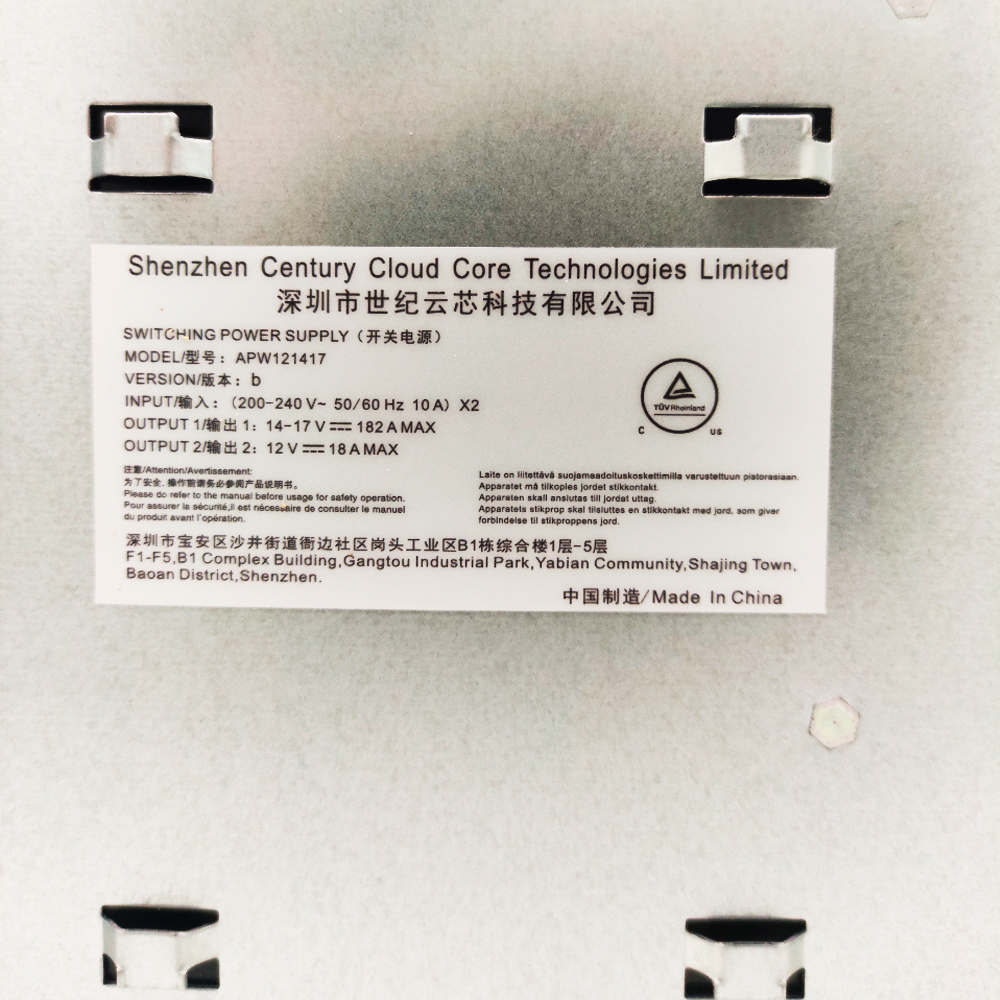 Shenzhen Century Cloud Core Technologies Limited
深圳市世纪云芯科技有限公司
SWITCHING POWER SUPPLY（开关电源）
MODEL/型号：APW121417
VERSION/版本：b
INPUT/输入：(200-240 V~ 50/60 Hz 10 A) X2
OUTPUT 1/输出 1：14-17 V⎓182 A MAX
OUTPUT 2/输出 2：12 V⎓18 A MAX
TÜVRheinland
C US
注意/Attention/Avertissement:
为了安全, 操作前请务必参阅产品说明书。
Please do refer to the manual before usage for safety operation.
Pour assurer la sécurité,il est nécessaire de consulter le manuel
du produit avant l'opération.
Laite on liitettävä suojamaadoituskoskettimilla varustettuun pistorasiaan.
Apparatet må tilkoples jordet stikkontakt.
Apparaten skall anslutas till jordat uttag.
Apparatets stikprop skal tilsluttes en stikkontakt med jord, som giver
forbindelse til stikproppens jord.
深圳市宝安区沙井街道衙边社区岗头工业区B1栋综合楼1层-5层
F1-F5,B1 Complex Building,Gangtou Industrial Park,Yabian Community,Shajing Town,
Baoan District,Shenzhen.
中国制造/Made In China